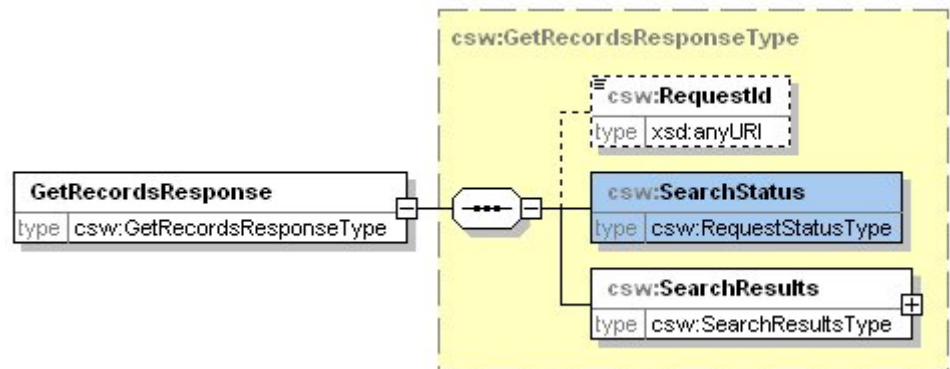 csw:GetRecordsResponseType
csw:RequestId
type xsd:anyURI
GetRecordsResponse
type csw:GetRecordsResponseType
csw:SearchStatus
type csw:RequestStatusType
csw:SearchResults
type csw:SearchResultsType